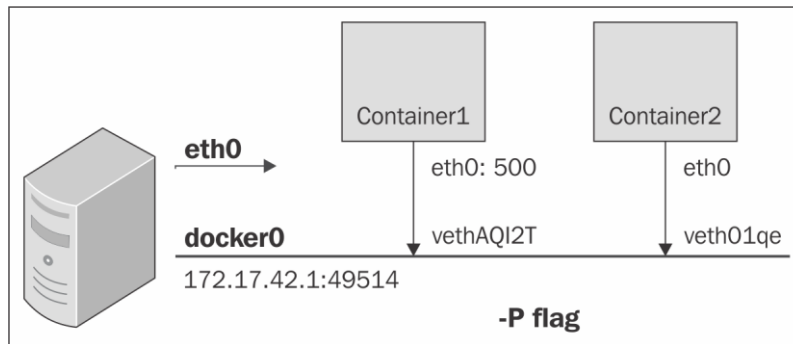 Container1
Container2
eth0
eth0: 500
eth0
docker0
vethAQI2T
veth01qe
172.17.42.1:49514
-P flag